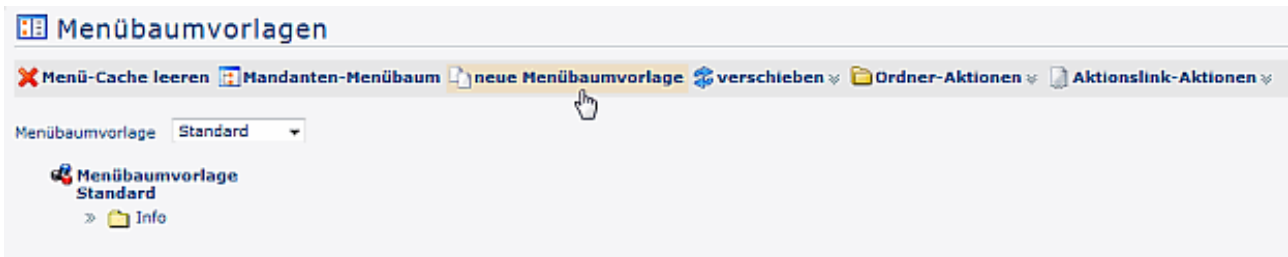 Menübaumvorlagen
Menü-Cache leeren Mandanten-Menübaum neue Menübaumvorlage verschieben Ordner-Aktionen Aktionslink-Aktionen
Menübaumvorlage Standard
Menübaumvorlage
Standard
» Info